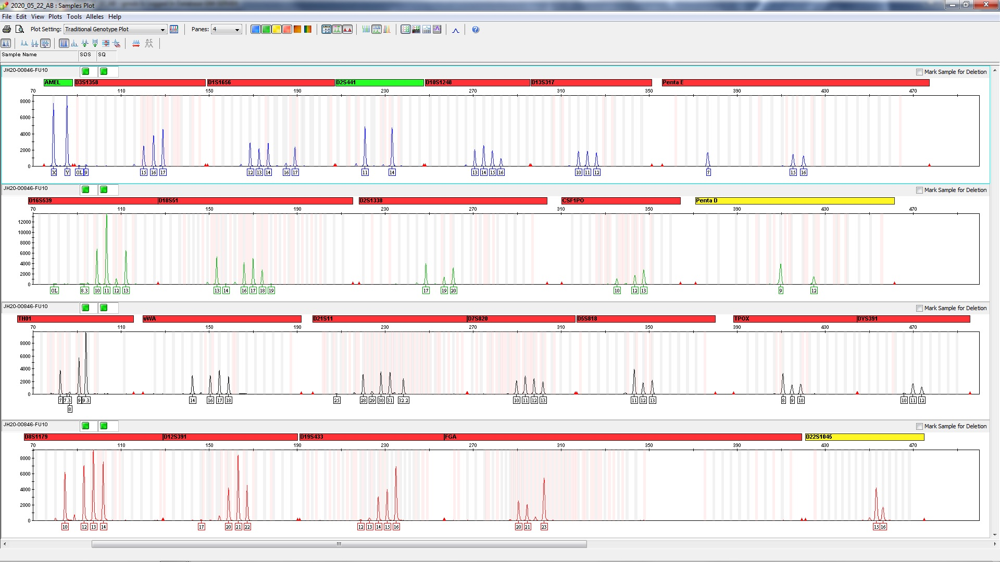 2020_05_22_AB : Samples Plot
File Edit View Plots Tools Alleles Help
Plot Setting: Traditional Genotype Plot Panes: 4
Sample Name SOS SQ
JH20-00846-FU10 Mark Sample for Deletion
AMEL D3S1358 D1S1656 D2S441 D10S1248 D13S317 Penta E
70 110 150 190 230 270 310 350 390 430 470
8000
6000
4000
2000
0
X Y OL 9 15 16 17 12 13 14 16 17 11 14 13 14 15 16 10 11 12 7 15 16
JH20-00846-FU10 Mark Sample for Deletion
D16S539 D18S51 D2S1338 CSF1PO Penta D
70 110 150 190 230 270 310 350 390 430 470
12000
10000
8000
6000
4000
2000
0
OL 8.3 10 11 12 13 13 14 16 17 18 19 17 19 20 10 12 13 9 12
JH20-00846-FU10 Mark Sample for Deletion
TH01 vWA D21S11 D7S820 D5S818 TPOX DYS391
70 110 150 190 230 270 310 350 390 430 470
8000
6000
4000
2000
0
7 7.3 9 9.3 14 16 17 18 25 28 29 30 31 32.2 10 11 12 13 11 12 13 8 9 10 10 11 12
8
JH20-00846-FU10 Mark Sample for Deletion
D8S1179 D12S391 D19S433 FGA D22S1045
70 110 150 190 230 270 310 350 390 430 470
8000
6000
4000
2000
0
10 12 13 14 17 20 21 22 12 13 14 15 16 20 21 23 15 16